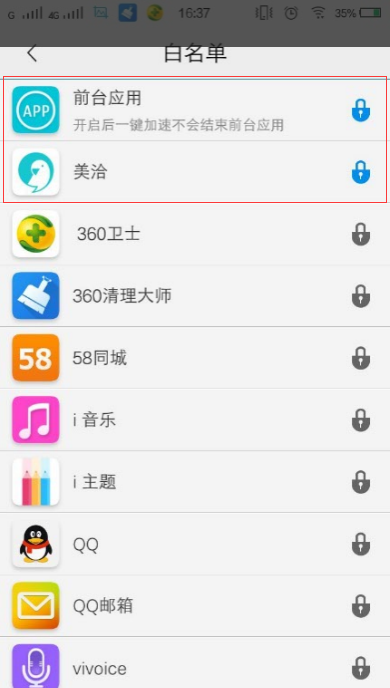 G 4G 16:37 35%
白名单
APP 前台应用
开启后一键加速不会结束前台应用
美洽
360卫士
360清理大师
58 58同城
i 音乐
i 主题
QQ
QQ邮箱
vivoice